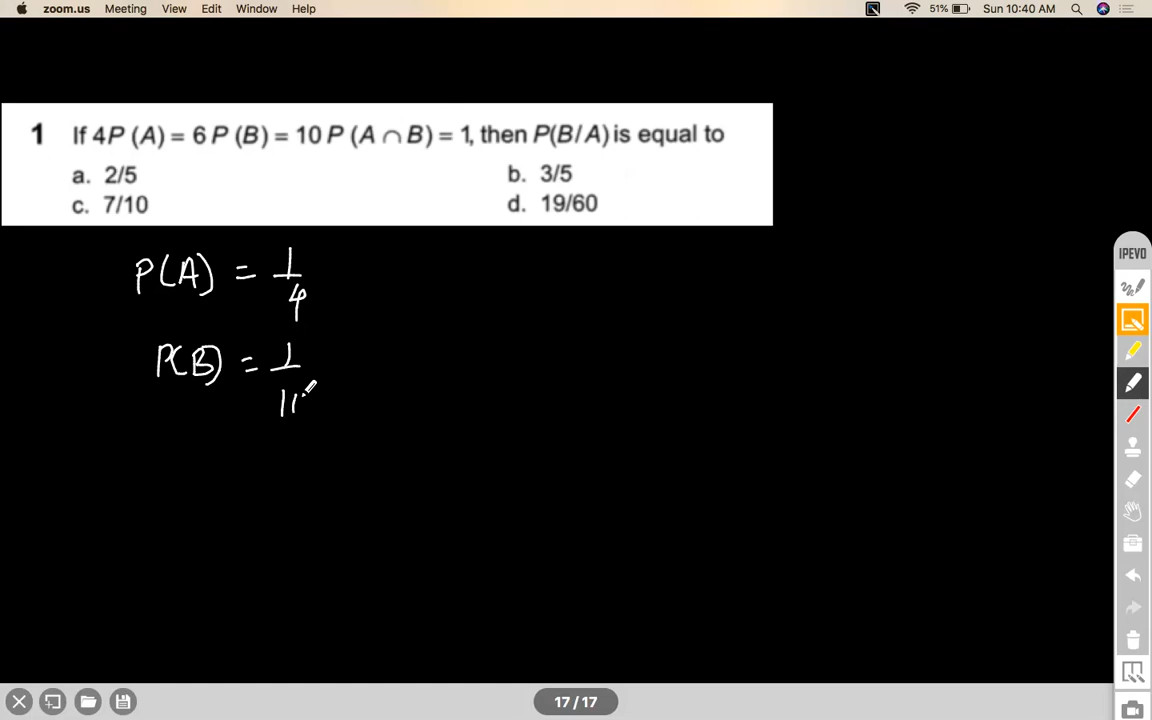 zoom.us Meeting View Edit Window Help 51% Sun 10:40 AM
1 If 4P (A) = 6 P (B) = 10 P (A ∩ B) = 1, then P(B/A) is equal to
a. 2/5 b. 3/5
c. 7/10 d. 19/60
IPEVO
P(A) = 1/4
P(B) = 1/
17 / 17